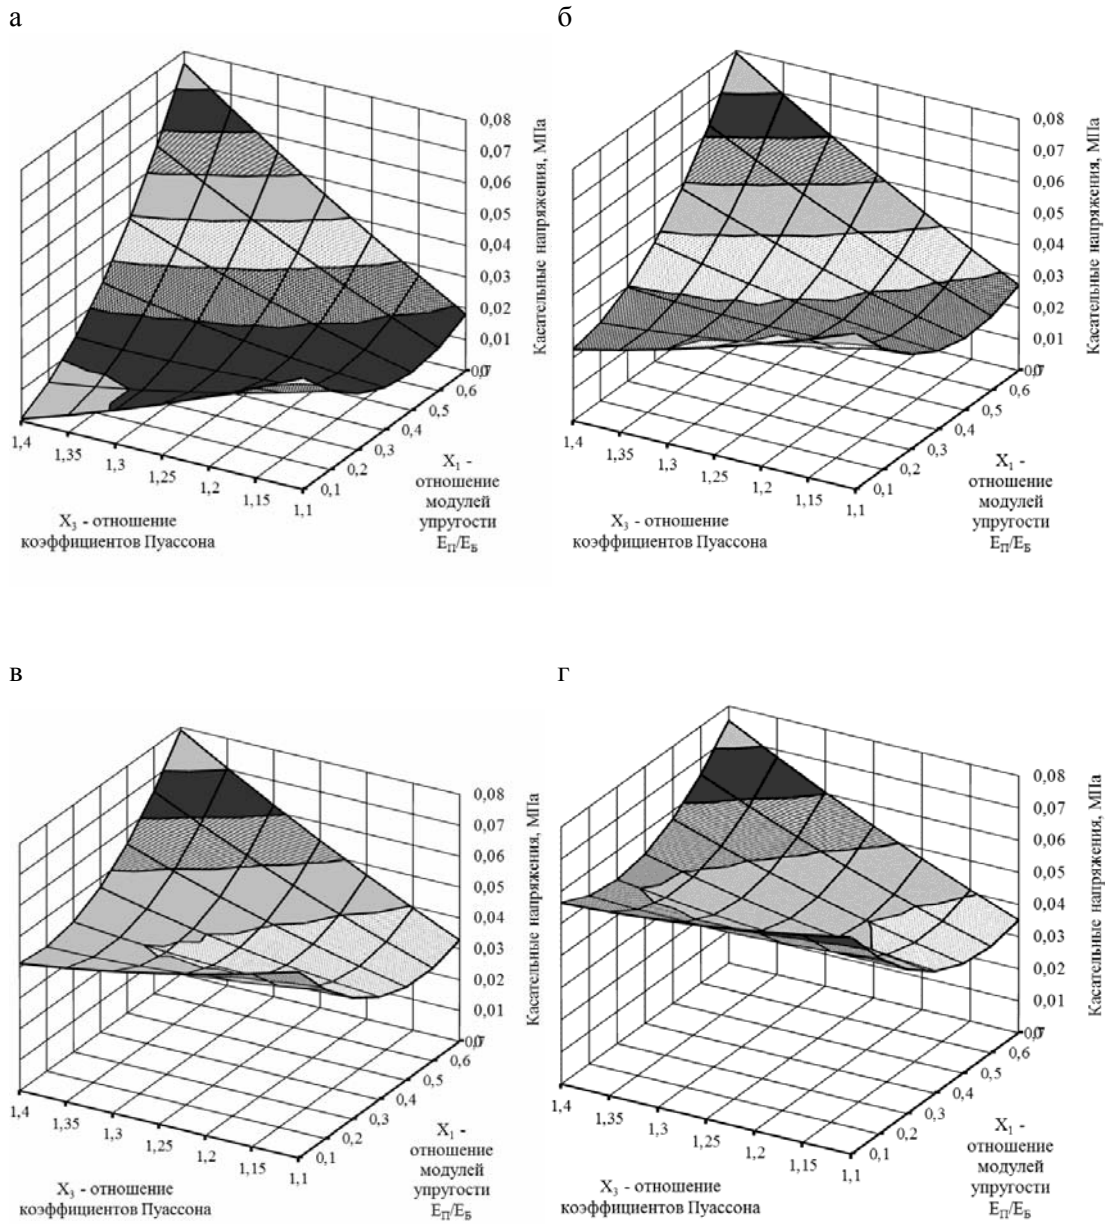 а
0,08
0,07
0,06
0,05
0,04
0,03
0,02
0,01
0,0
Касательные напряжения, МПа
0,7
0,6
0,5
0,4
0,3
0,2
0,1
1,4
1,35
1,3
1,25
1,2
1,15
1,1
X3 - отношение
коэффициентов Пуассона
X1 -
отношение
модулей
упругости
EП/EБ
б
0,08
0,07
0,06
0,05
0,04
0,03
0,02
0,01
Касательные напряжения, МПа
0,6
0,5
0,4
0,3
0,2
0,1
1,4
1,35
1,3
1,25
1,2
1,15
1,1
X3 - отношение
коэффициентов Пуассона
X1 -
отношение
модулей
упругости
EП/EБ
в
0,08
0,07
0,06
0,05
0,04
0,03
0,02
0,01
Касательные напряжения, МПа
0,6
0,5
0,4
0,3
0,2
0,1
1,4
1,35
1,3
1,25
1,2
1,15
1,1
X3 - отношение
коэффициентов Пуассона
X1 -
отношение
модулей
упругости
EП/EБ
г
0,08
0,07
0,06
0,05
0,04
0,03
0,02
0,01
Касательные напряжения, МПа
0,6
0,5
0,4
0,3
0,2
0,1
1,4
1,35
1,3
1,25
1,2
1,15
1,1
X3 - отношение
коэффициентов Пуассона
X1 -
отношение
модулей
упругости
EП/EБ